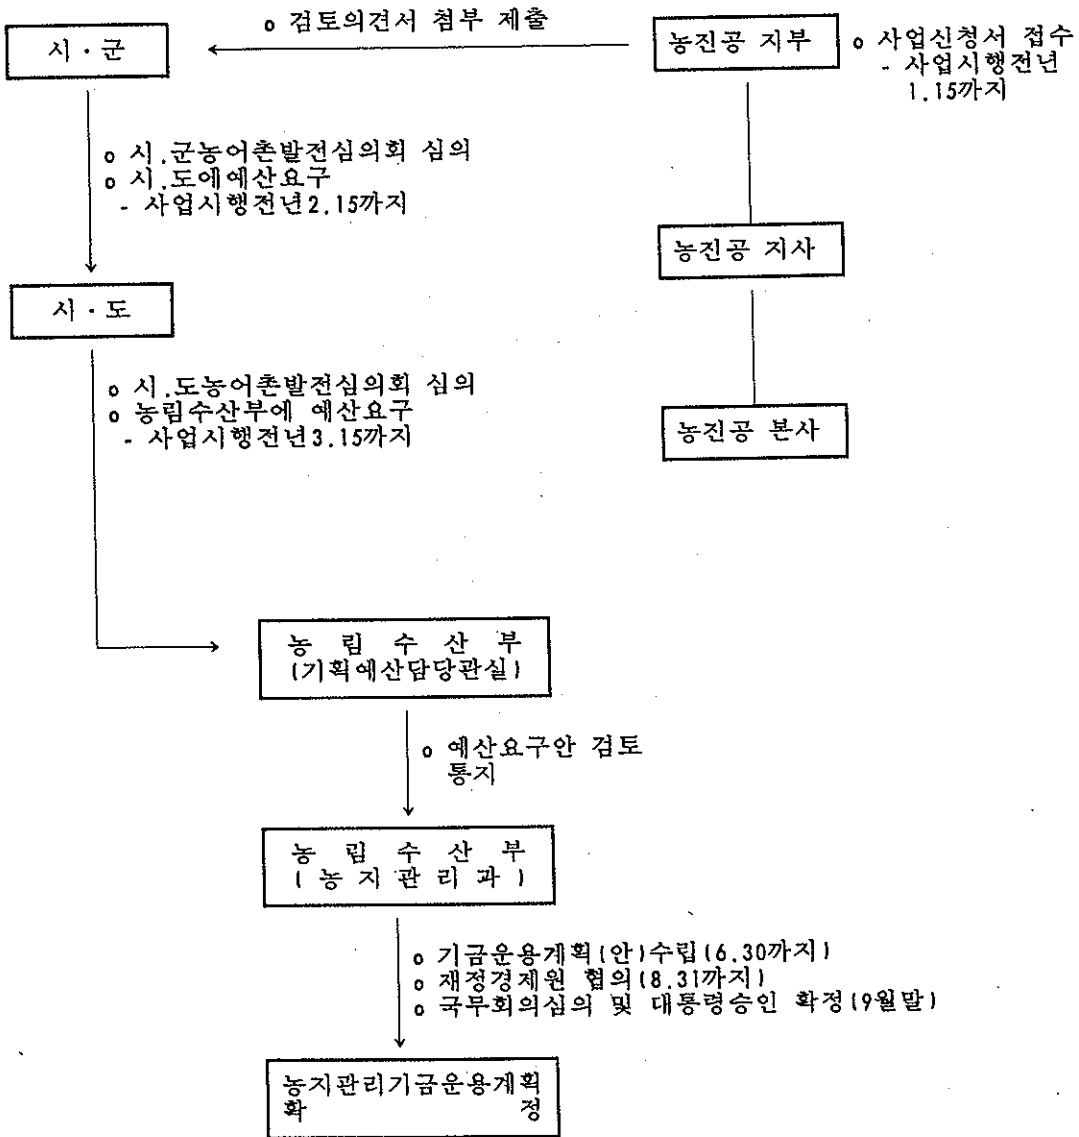 o 검토의견서 첨부 제출
시 · 군
농진공 지부
o 사업신청서 접수
- 사업시행전년
1.15까지
o 시.군농어촌발전심의회 심의
o 시.도에예산요구
- 사업시행전년2.15까지
농진공 지사
시 · 도
o 시.도농어촌발전심의회 심의
o 농림수산부에 예산요구
- 사업시행전년3.15까지
농진공 본사
농 림 수 산 부
(기획예산담당관실)
o 예산요구안 검토
통지
농 림 수 산 부
( 농 지 관 리 과 )
o 기금운용계획(안)수립(6.30까지)
o 재정경제원 협의(8.31까지)
o 국무회의심의 및 대통령승인 확정(9월말)
농지관리기금운용계획
확 정